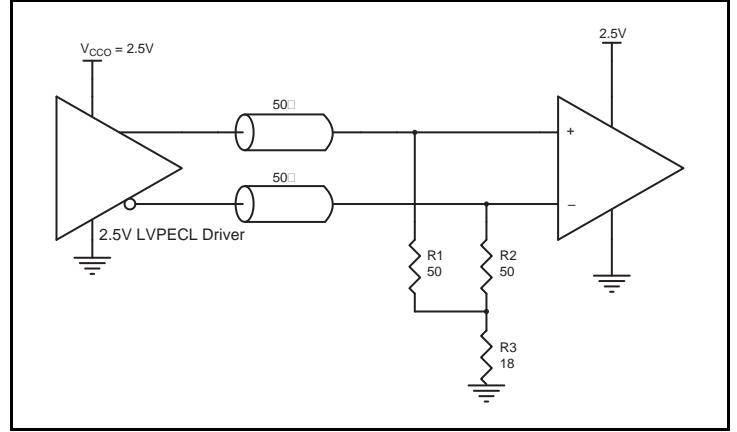 2.5V
V_CCO = 2.5V
50□
+
50□
–
2.5V LVPECL Driver
R1
50
R2
50
R3
18